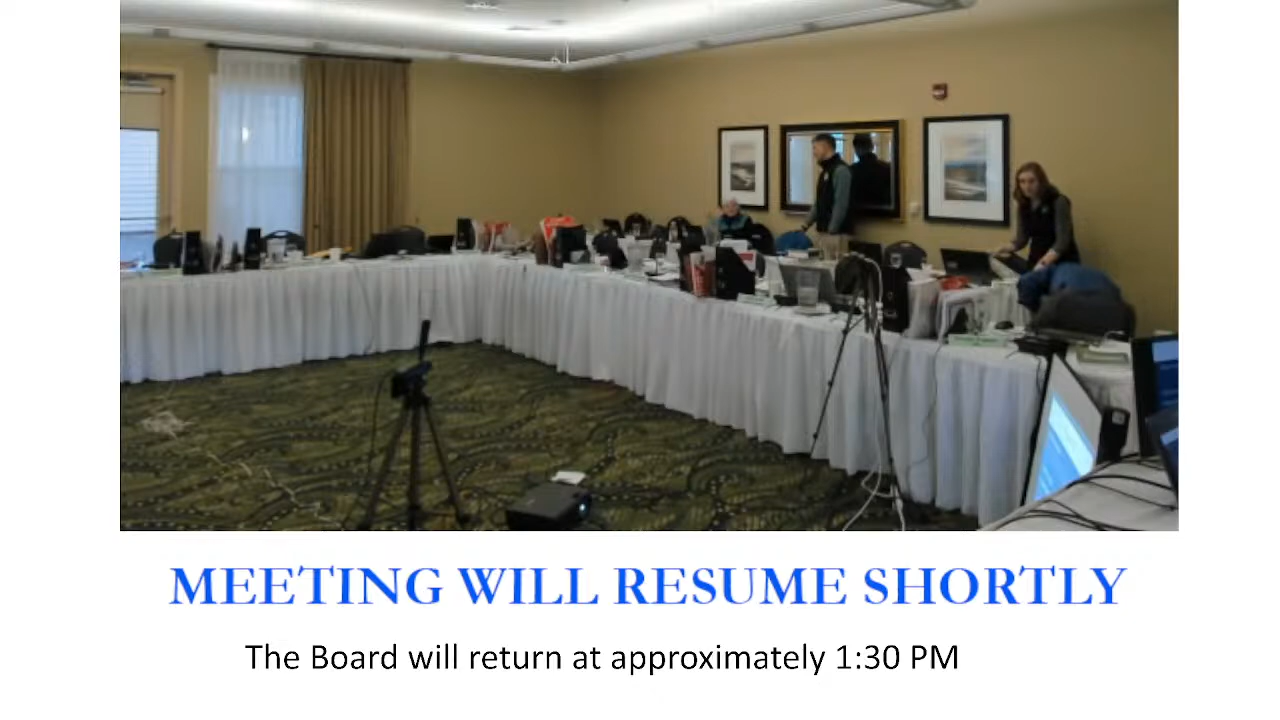 MEETING WILL RESUME SHORTLY
The Board will return at approximately 1:30 PM